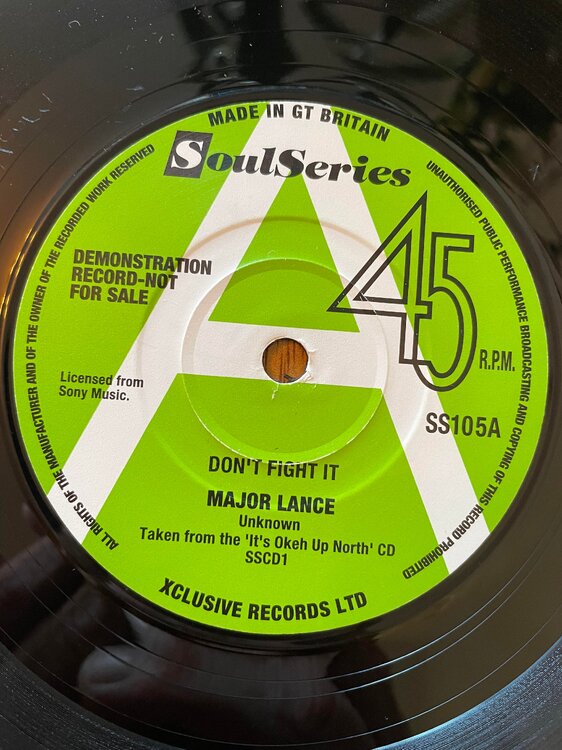 MADE IN GT BRITAIN
SoulSeries
45
R.P.M.
DEMONSTRATION
RECORD-NOT
FOR SALE
Licensed from
Sony Music.
SS105A
DON'T FIGHT IT
MAJOR LANCE
Unknown
Taken from the 'It's Okeh Up North' CD
SSCD1
XCLUSIVE RECORDS LTD
ALL RIGHTS OF THE MANUFACTURER AND OF THE OWNER OF THE RECORDED WORK RESERVED
UNAUTHORISED PUBLIC PERFORMANCE BROADCASTING AND COPYING OF THIS RECORD PROHIBITED
A